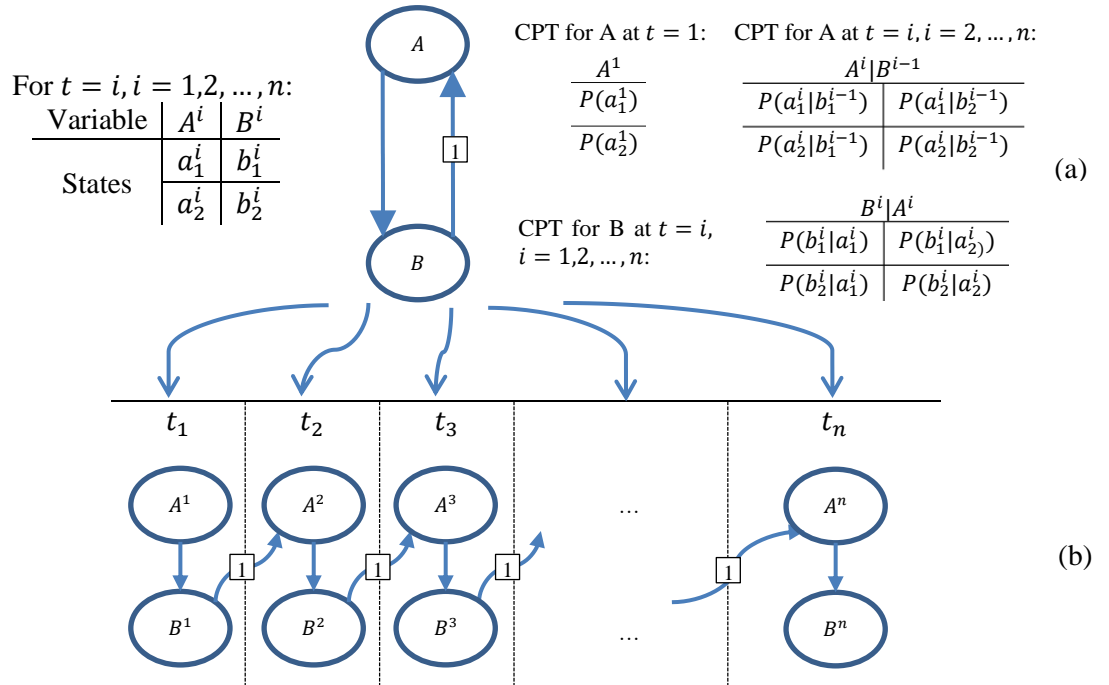 A
CPT for A at t = 1:
CPT for A at t = i, i = 2, …, n:
For t = i, i = 1,2, …, n:
Variable A^i B^i
States
a_1^i b_1^i
a_2^i b_2^i
A^1
P(a_1^1)
P(a_2^1)
A^i|B^{i−1}
P(a_1^i|b_1^{i−1}) P(a_1^i|b_2^{i−1})
P(a_2^i|b_1^{i−1}) P(a_2^i|b_2^{i−1})
1
(a)
B
CPT for B at t = i,
i = 1,2, …, n:
B^i|A^i
P(b_1^i|a_1^i) P(b_1^i|a_{2)}^i)
P(b_2^i|a_1^i) P(b_2^i|a_2^i)
t_1 t_2 t_3 t_n
A^1 A^2 A^3 … A^n
1 1 1 1
(b)
B^1 B^2 B^3 … B^n